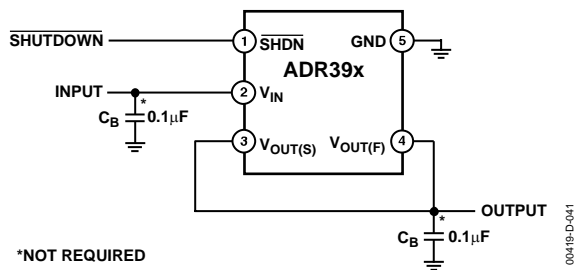 SHUTDOWN
1
SHDN
GND
5
ADR39x
INPUT
2
VIN
*
CB
0.1μF
3
VOUT(S)
VOUT(F)
4
OUTPUT
*
CB
0.1μF
*NOT REQUIRED
00419-D-041